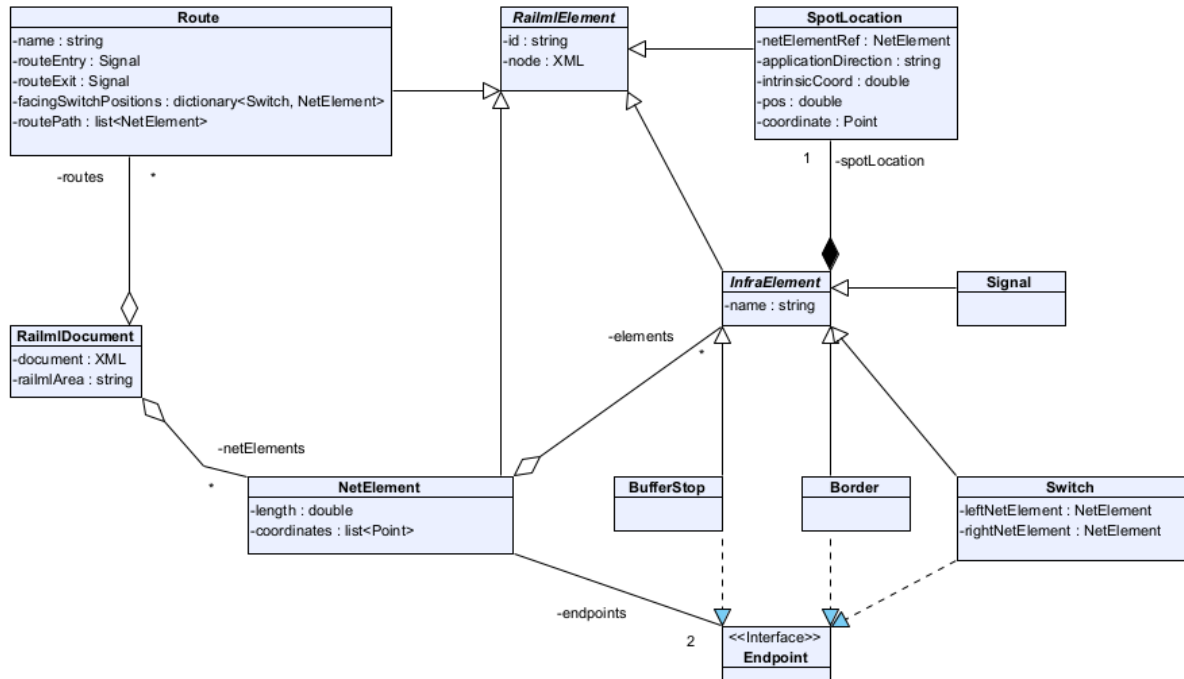 Route
-name : string
-routeEntry : Signal
-routeExit : Signal
-facingSwitchPositions : dictionary<Switch, NetElement>
-routePath : list<NetElement>
RailmlElement
-id : string
-node : XML
SpotLocation
-netElementRef : NetElement
-applicationDirection : string
-intrinsicCoord : double
-pos : double
-coordinate : Point
-routes
*
1
-spotLocation
InfraElement
-name : string
Signal
RailmlDocument
-document : XML
-railmlArea : string
-elements
*
-netElements
*
NetElement
-length : double
-coordinates : list<Point>
BufferStop
Border
Switch
-leftNetElement : NetElement
-rightNetElement : NetElement
-endpoints
2
<<Interface>>
Endpoint